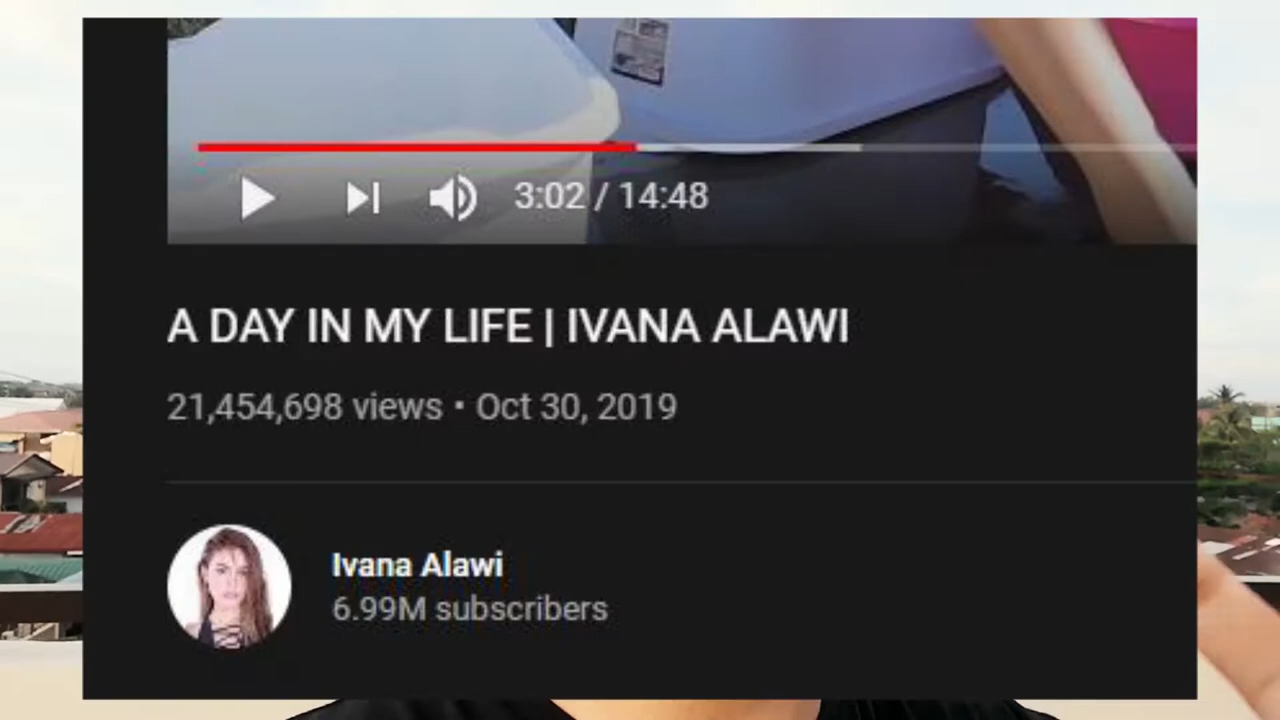 3:02 / 14:48
A DAY IN MY LIFE | IVANA ALAWI
21,454,698 views • Oct 30, 2019
Ivana Alawi
6.99M subscribers